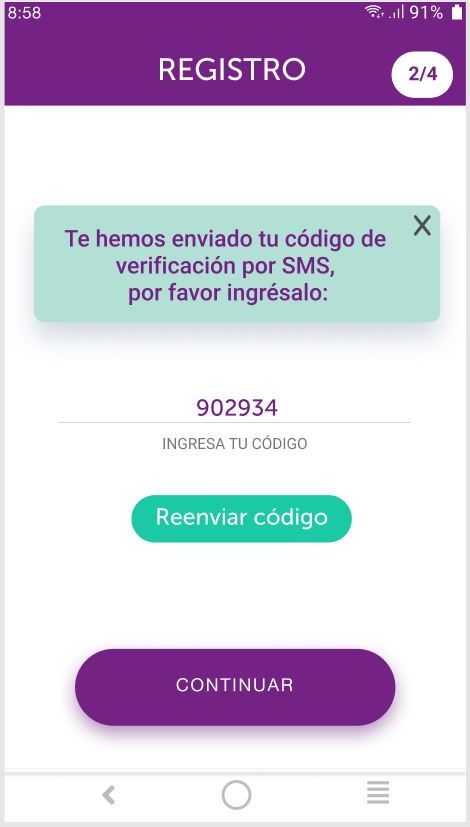 8:58 91%
REGISTRO
2/4
X
Te hemos enviado tu código de
verificación por SMS,
por favor ingrésalo:
902934
INGRESA TU CÓDIGO
Reenviar código
CONTINUAR